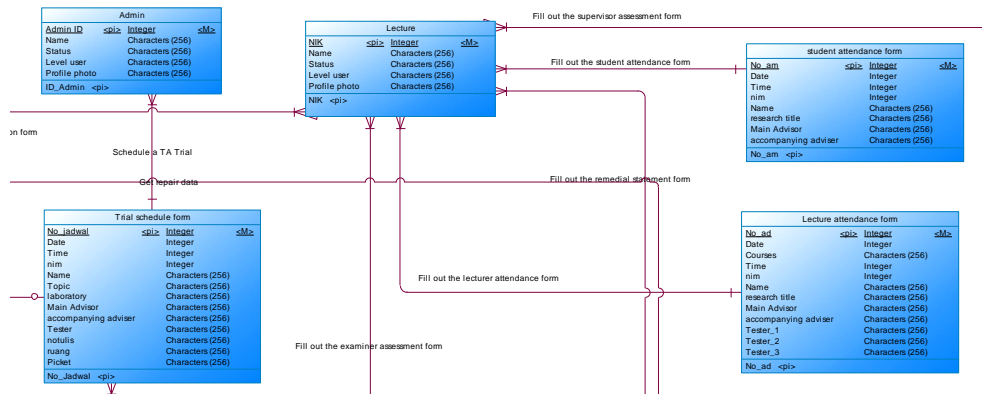 Admin
Admin ID <pi> Integer <M>
Name Characters (256)
Status Characters (256)
Level user Characters (256)
Profile photo Characters (256)
ID_Admin <pi>
Lecture
NIK <pi> Integer <M>
Name Characters (256)
Status Characters (256)
Level user Characters (256)
Profile photo Characters (256)
NIK <pi>
Fill out the supervisor assessment form
Fill out the student attendance form
student attendance form
No_am <pi> Integer <M>
Date Integer
Time Integer
nim Integer
Name Characters (256)
research title Characters (256)
Main Advisor Characters (256)
accompanying adviser Characters (256)
No_am <pi>
on form
Schedule a TA Trial
Get repair data
Fill out the remedial statement form
Trial schedule form
No_jadwal <pi> Integer <M>
Date Integer
Time Integer
nim Integer
Name Characters (256)
Topic Characters (256)
laboratory Characters (256)
Main Advisor Characters (256)
accompanying adviser Characters (256)
Tester Characters (256)
notulis Characters (256)
ruang Characters (256)
Picket Characters (256)
No_Jadwal <pi>
Fill out the lecturer attendance form
Fill out the examiner assessment form
Lecture attendance form
No_ad <pi> Integer <M>
Date Integer
Courses Characters (256)
Time Integer
nim Integer
Name Characters (256)
research title Characters (256)
Main Advisor Characters (256)
accompanying adviser Characters (256)
Tester_1 Characters (256)
Tester_2 Characters (256)
Tester_3 Characters (256)
No_ad <pi>